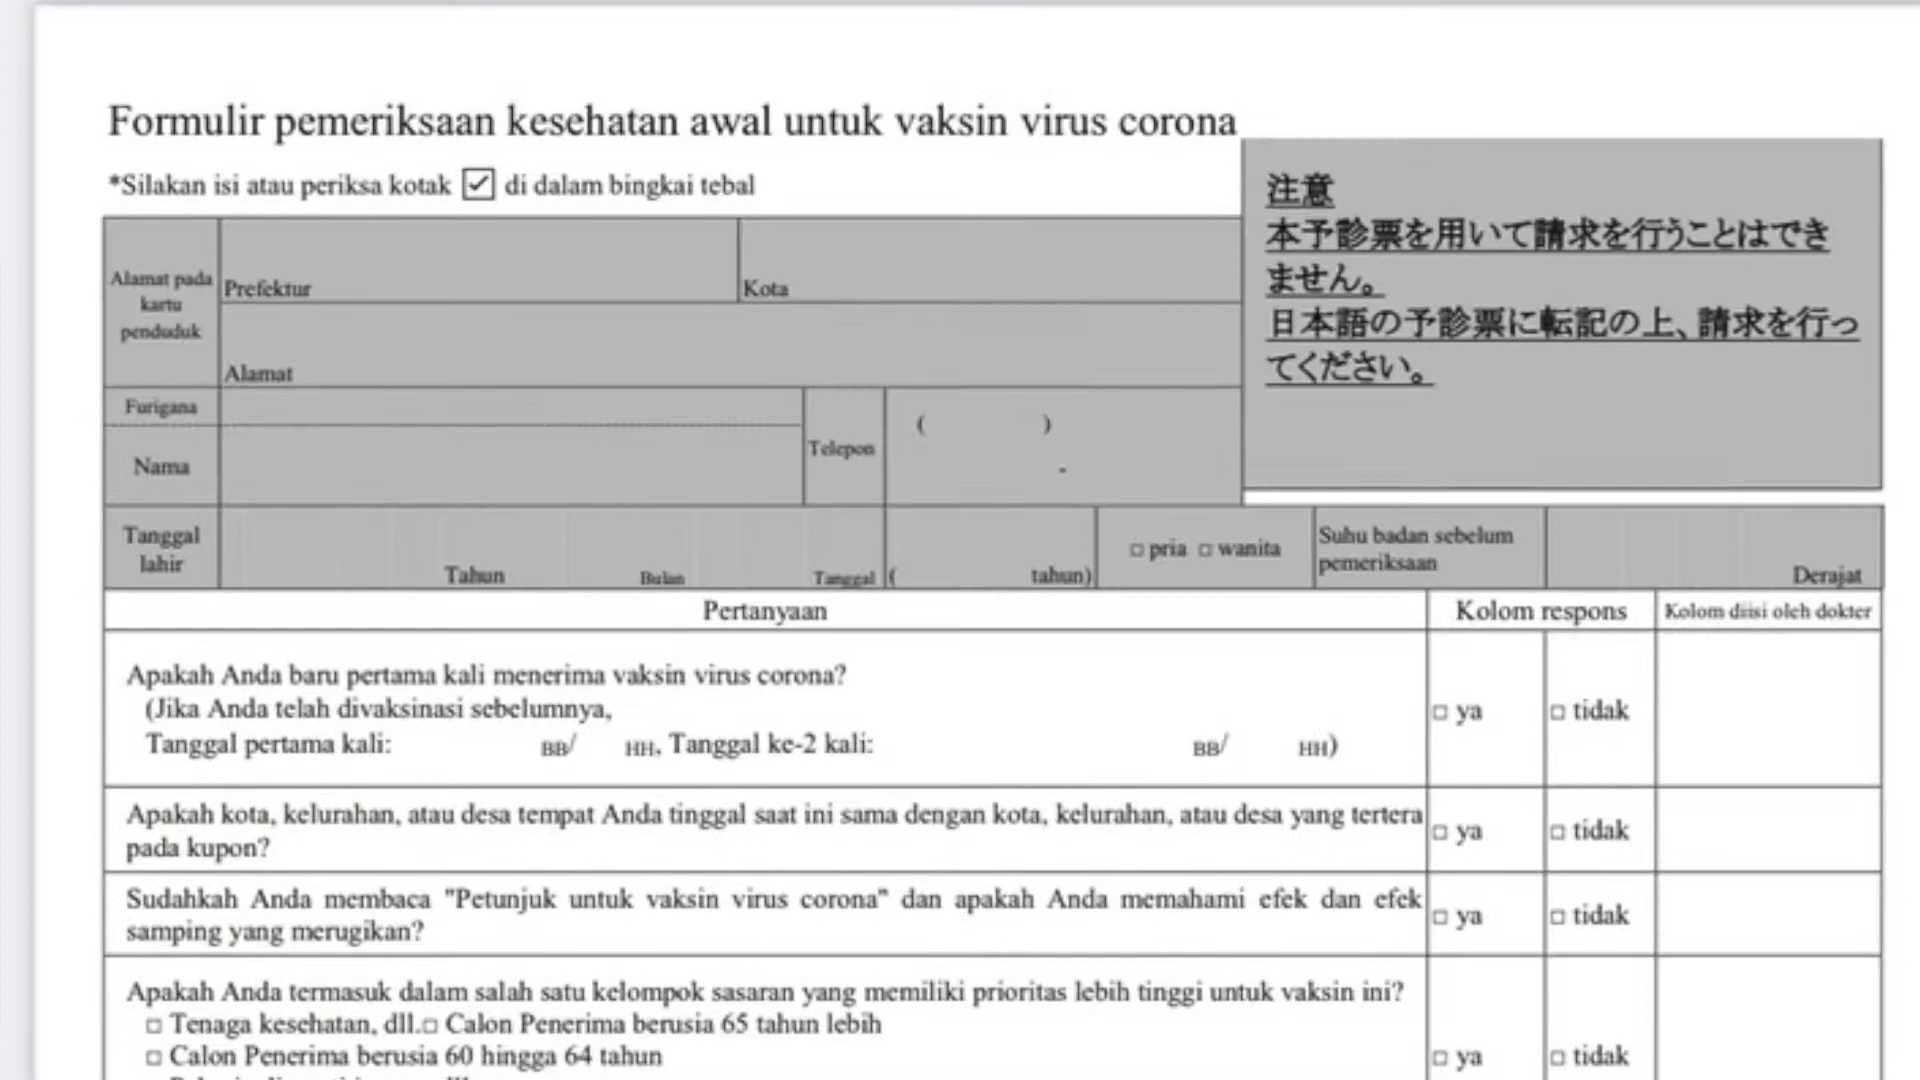 Formulir pemeriksaan kesehatan awal untuk vaksin virus corona
*Silakan isi atau periksa kotak ☑ di dalam bingkai tebal
注意
本予診票を用いて請求を行うことはでき
ません。
日本語の予診票に転記の上、請求を行っ
てください。
Alamat pada
kartu
penduduk
Prefektur
Kota
Alamat
Furigana
Nama
Telepon
( )
-
Tanggal
lahir
Tahun Bulan Tanggal
( tahun)
□ pria □ wanita
Suhu badan sebelum
pemeriksaan
Derajat
Pertanyaan
Kolom respons
Kolom diisi oleh dokter
Apakah Anda baru pertama kali menerima vaksin virus corona?
(Jika Anda telah divaksinasi sebelumnya,
Tanggal pertama kali: BB/ HH, Tanggal ke-2 kali: BB/ HH)
□ ya □ tidak
Apakah kota, kelurahan, atau desa tempat Anda tinggal saat ini sama dengan kota, kelurahan, atau desa yang tertera
pada kupon?
□ ya □ tidak
Sudahkah Anda membaca "Petunjuk untuk vaksin virus corona" dan apakah Anda memahami efek dan efek
samping yang merugikan?
□ ya □ tidak
Apakah Anda termasuk dalam salah satu kelompok sasaran yang memiliki prioritas lebih tinggi untuk vaksin ini?
□ Tenaga kesehatan, dll.□ Calon Penerima berusia 65 tahun lebih
□ Calon Penerima berusia 60 hingga 64 tahun
□ ya □ tidak